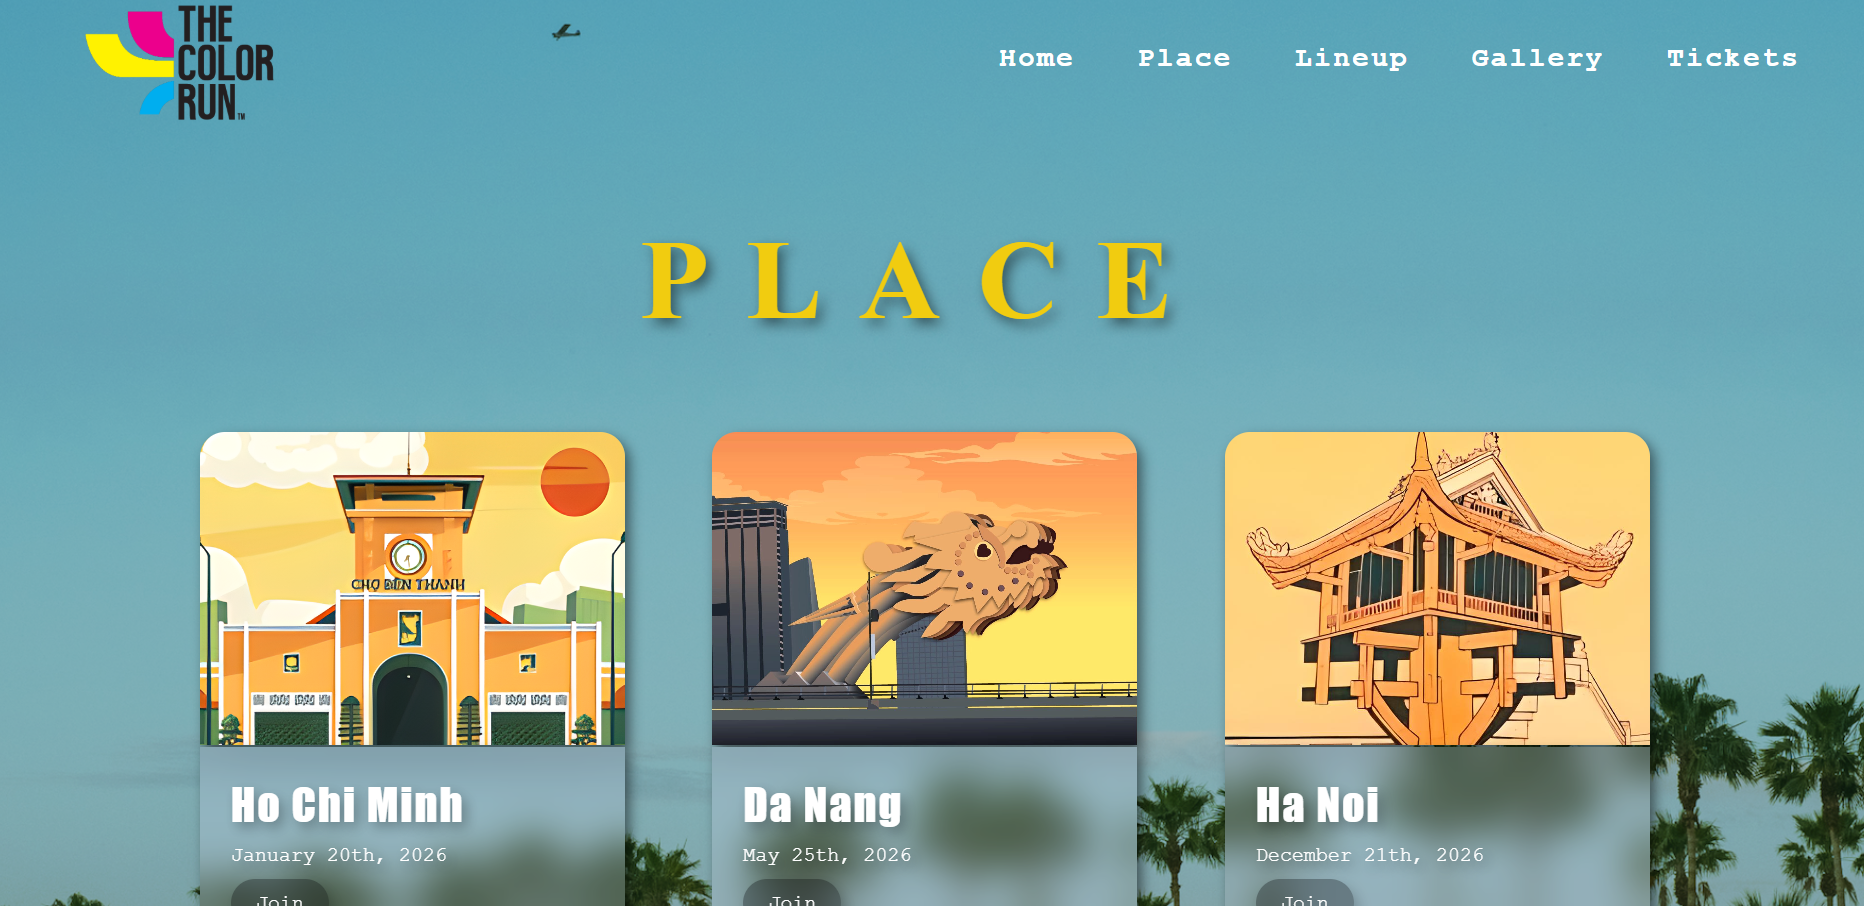 THE
COLOR
RUN™
Home Place Lineup Gallery Tickets
PLACE
CHỢ BẾN THÀNH
Ho Chi Minh
January 20th, 2026
Join
Da Nang
May 25th, 2026
Join
Ha Noi
December 21th, 2026
Join